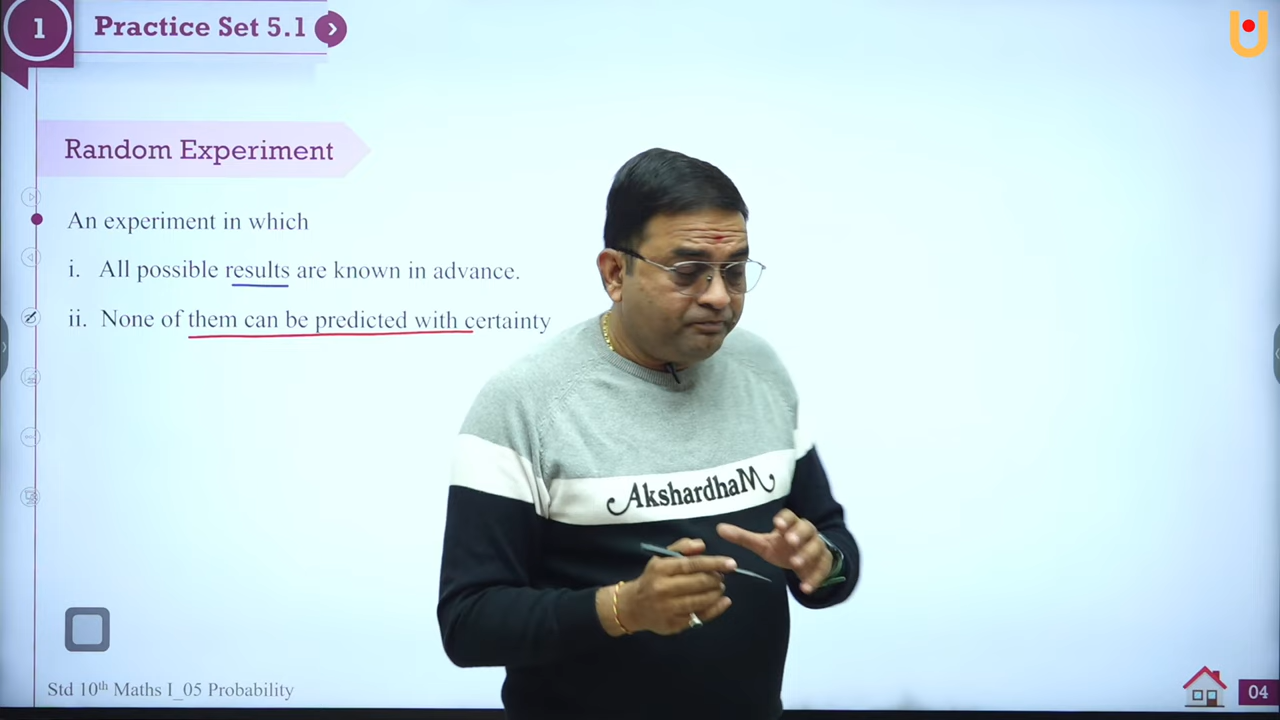 1
Practice Set 5.1
Random Experiment
An experiment in which
i. All possible results are known in advance.
ii. None of them can be predicted with certainty
AkshardhaM
Std 10th Maths I_05 Probability
04